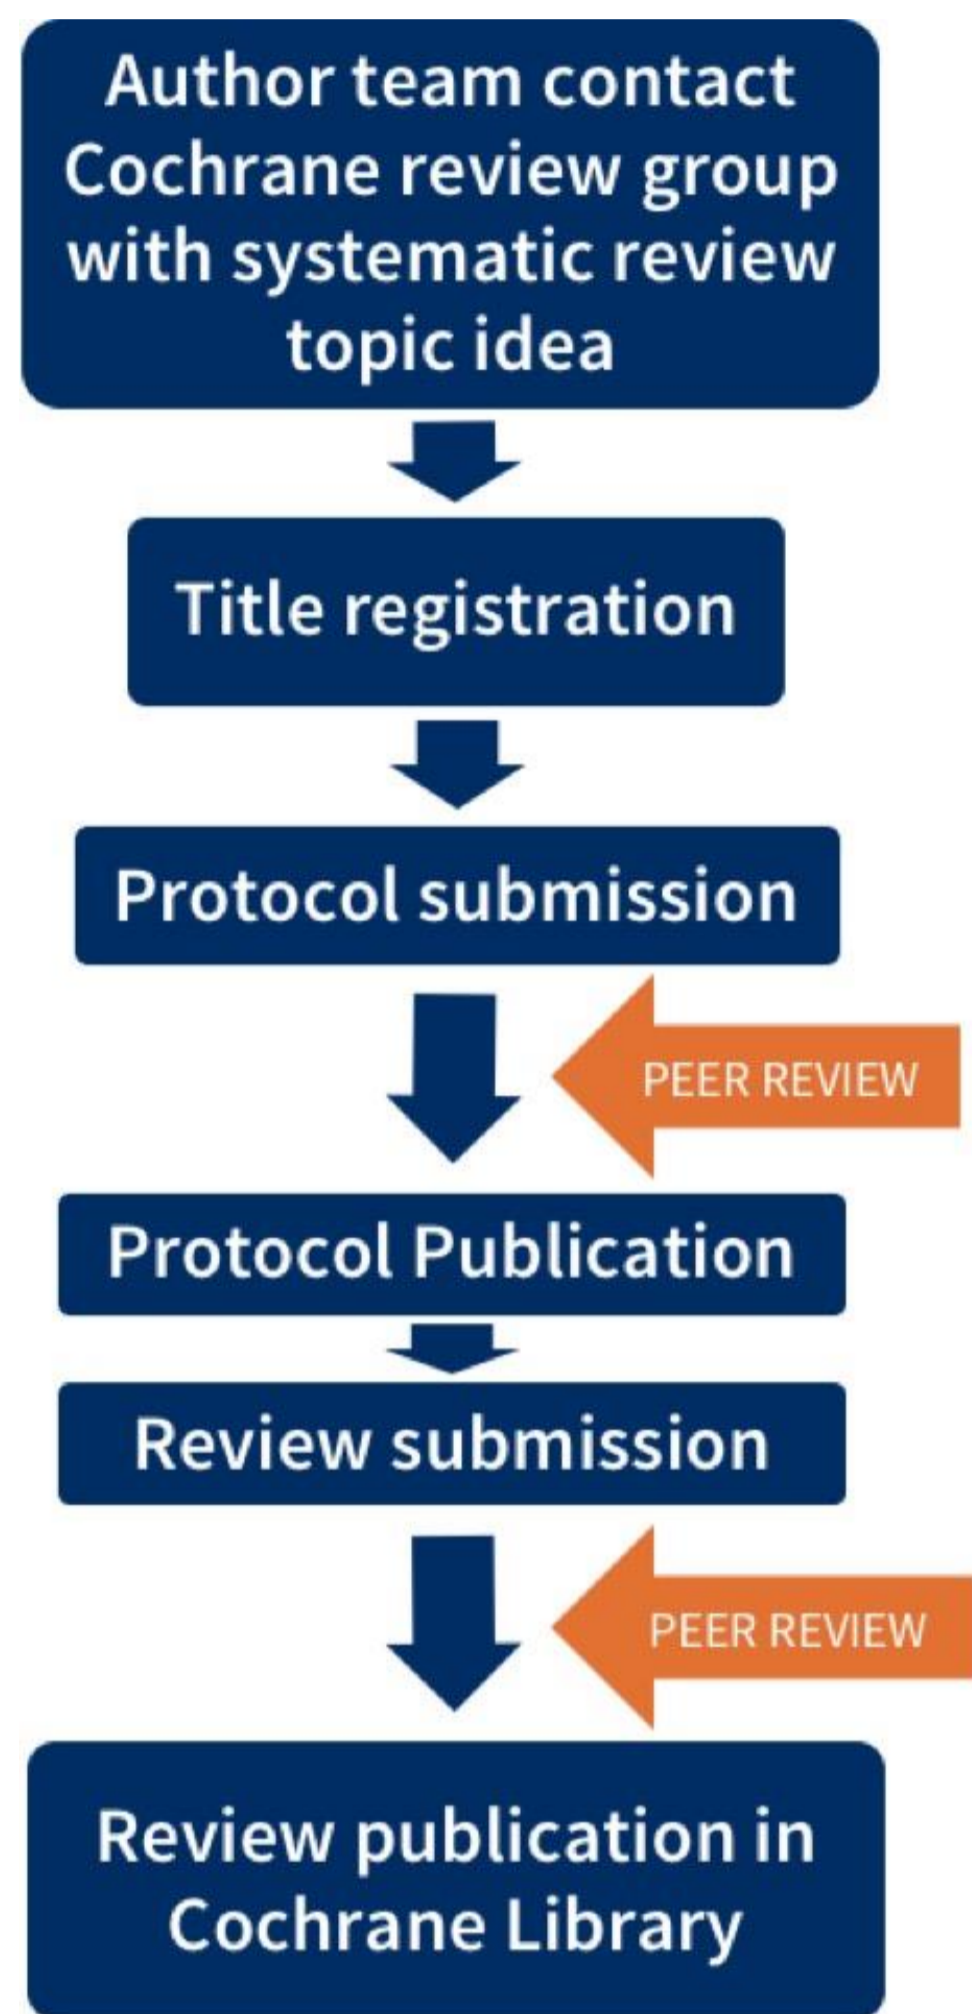 Author team contact
Cochrane review group
with systematic review
topic idea
Title registration
Protocol submission
PEER REVIEW
Protocol Publication
Review submission
PEER REVIEW
Review publication in
Cochrane Library